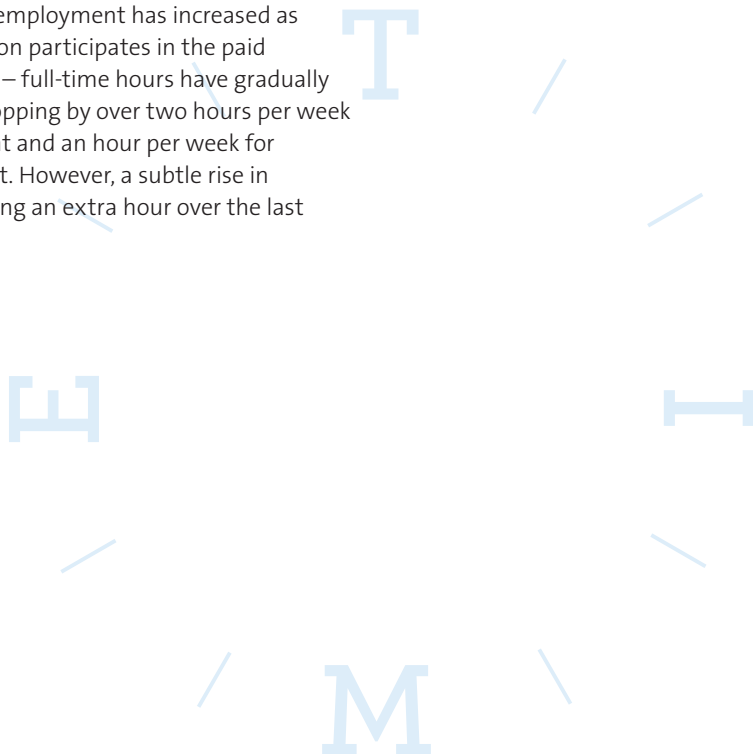 employment has increased as
on participates in the paid
– full-time hours have gradually
opping by over two hours per week
t and an hour per week for
t. However, a subtle rise in
ng an extra hour over the last
T
I
M
E